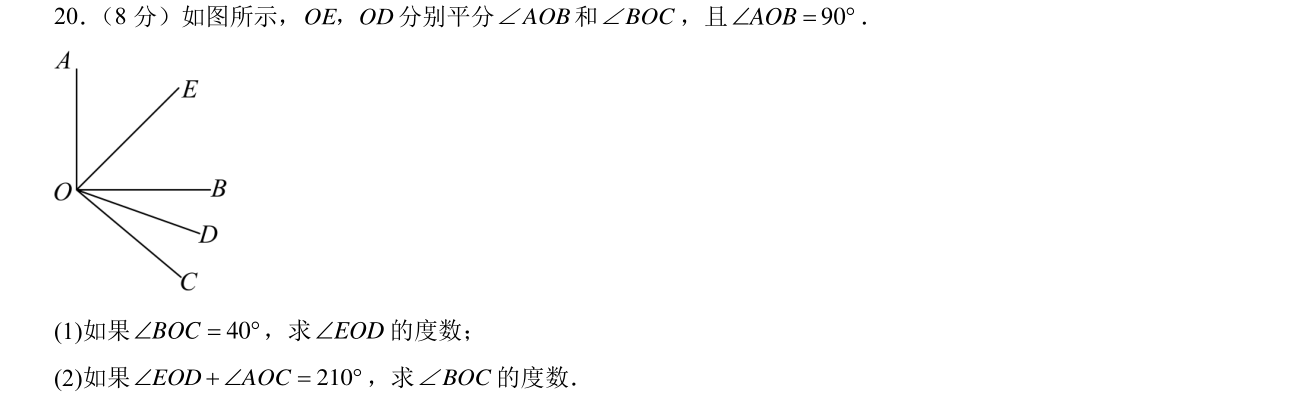 20.（8 分）如图所示，OE，OD 分别平分∠AOB 和∠BOC，且∠AOB = 90°．
A
E
O
B
D
C
(1)如果∠BOC = 40°，求∠EOD 的度数；
(2)如果∠EOD + ∠AOC = 210°，求∠BOC 的度数．